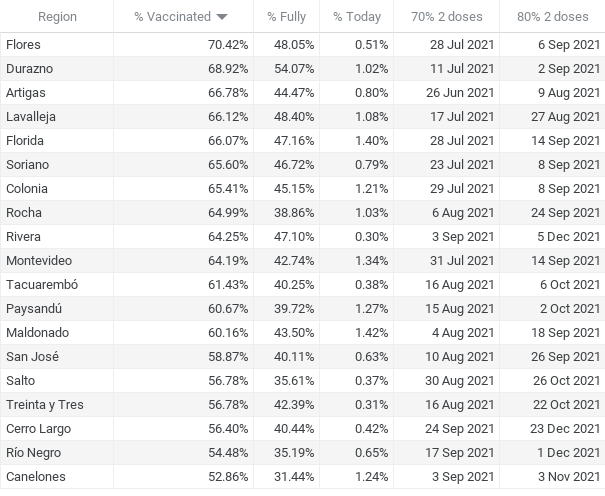 Region % Vaccinated % Fully % Today 70% 2 doses 80% 2 doses
Flores 70.42% 48.05% 0.51% 28 Jul 2021 6 Sep 2021
Durazno 68.92% 54.07% 1.02% 11 Jul 2021 2 Sep 2021
Artigas 66.78% 44.47% 0.80% 26 Jun 2021 9 Aug 2021
Lavalleja 66.12% 48.40% 1.08% 17 Jul 2021 27 Aug 2021
Florida 66.07% 47.16% 1.40% 28 Jul 2021 14 Sep 2021
Soriano 65.60% 46.72% 0.79% 23 Jul 2021 8 Sep 2021
Colonia 65.41% 45.15% 1.21% 29 Jul 2021 8 Sep 2021
Rocha 64.99% 38.86% 1.03% 6 Aug 2021 24 Sep 2021
Rivera 64.25% 47.10% 0.30% 3 Sep 2021 5 Dec 2021
Montevideo 64.19% 42.74% 1.34% 31 Jul 2021 14 Sep 2021
Tacuarembó 61.43% 40.25% 0.38% 16 Aug 2021 6 Oct 2021
Paysandú 60.67% 39.72% 1.27% 15 Aug 2021 2 Oct 2021
Maldonado 60.16% 43.50% 1.42% 4 Aug 2021 18 Sep 2021
San José 58.87% 40.11% 0.63% 10 Aug 2021 26 Sep 2021
Salto 56.78% 35.61% 0.37% 30 Aug 2021 26 Oct 2021
Treinta y Tres 56.78% 42.39% 0.31% 16 Aug 2021 22 Oct 2021
Cerro Largo 56.40% 40.44% 0.42% 24 Sep 2021 23 Dec 2021
Río Negro 54.48% 35.19% 0.65% 17 Sep 2021 1 Dec 2021
Canelones 52.86% 31.44% 1.24% 3 Sep 2021 3 Nov 2021